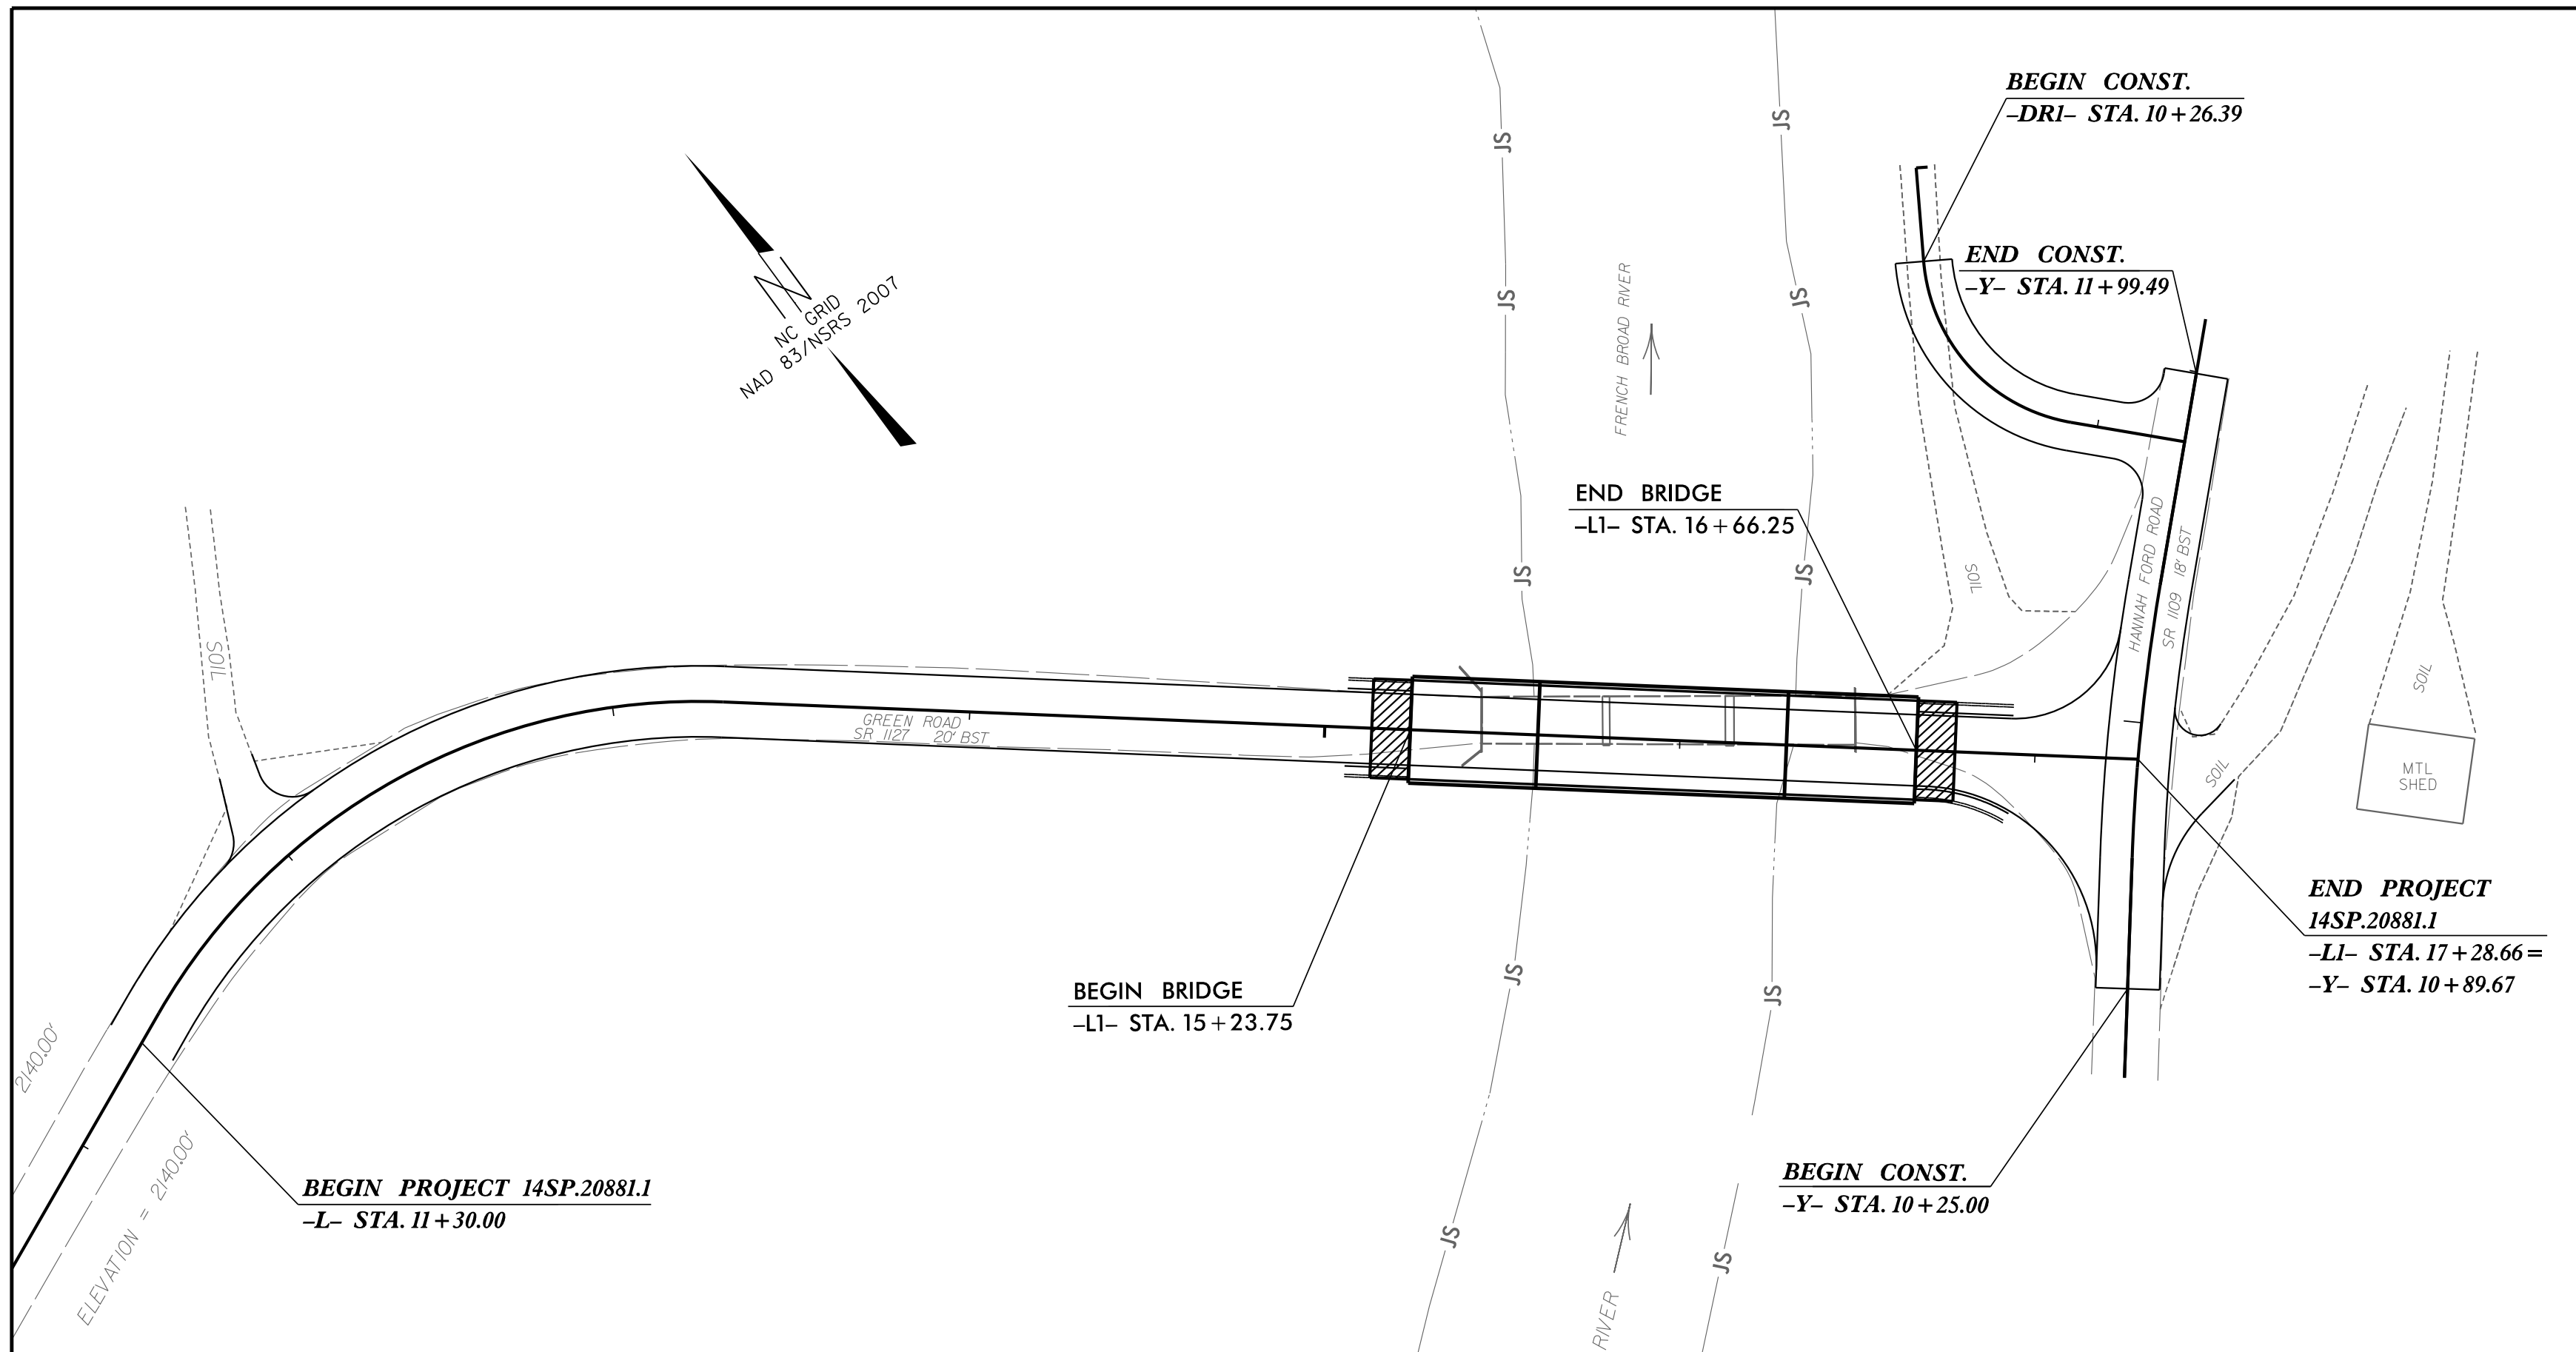 BEGIN CONST.
–DR1– STA. 10+26.39
END CONST.
–Y– STA. 11+99.49
JS
JS
JS
JS
FRENCH BROAD RIVER
NC GRID
NAD 83/NSRS 2007
END BRIDGE
–L1– STA. 16+66.25
JS
JS
SOIL
HANNAH FORD ROAD
SR 1109 18' BST
SOIL
SOIL
SOIL
GREEN ROAD
SR 1127 20' BST
MTL
SHED
END PROJECT
14SP.20881.1
–L1– STA. 17+28.66=
–Y– STA. 10+89.67
BEGIN BRIDGE
–L1– STA. 15+23.75
JS
JS
2140.00'
ELEVATION = 2140.00'
BEGIN PROJECT 14SP.20881.1
–L– STA. 11+30.00
BEGIN CONST.
–Y– STA. 10+25.00
JS
JS
RIVER